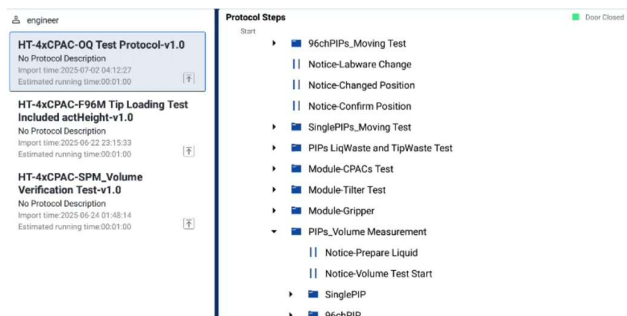 engineer
HT-4xCPAC-OQ Test Protocol-v1.0
No Protocol Description
Import time:2025-07-02 04:12:27
Estimated running time:00:01:00
HT-4xCPAC-F96M Tip Loading Test
Included actHeight-v1.0
No Protocol Description
Import time:2025-06-22 23:15:33
Estimated running time:00:01:00
HT-4xCPAC-SPM_Volume
Verification Test-v1.0
No Protocol Description
Import time:2025-06-24 01:48:14
Estimated running time:00:01:00
Protocol Steps
Door Closed
Start
96chPIPs_Moving Test
Notice-Labware Change
Notice-Changed Position
Notice-Confirm Position
SinglePIPs_Moving Test
PIPs LiqWaste and TipWaste Test
Module-CPACs Test
Module-Tilter Test
Module-Gripper
PIPs_Volume Measurement
Notice-Prepare Liquid
Notice-Volume Test Start
SinglePIP
96chPIP